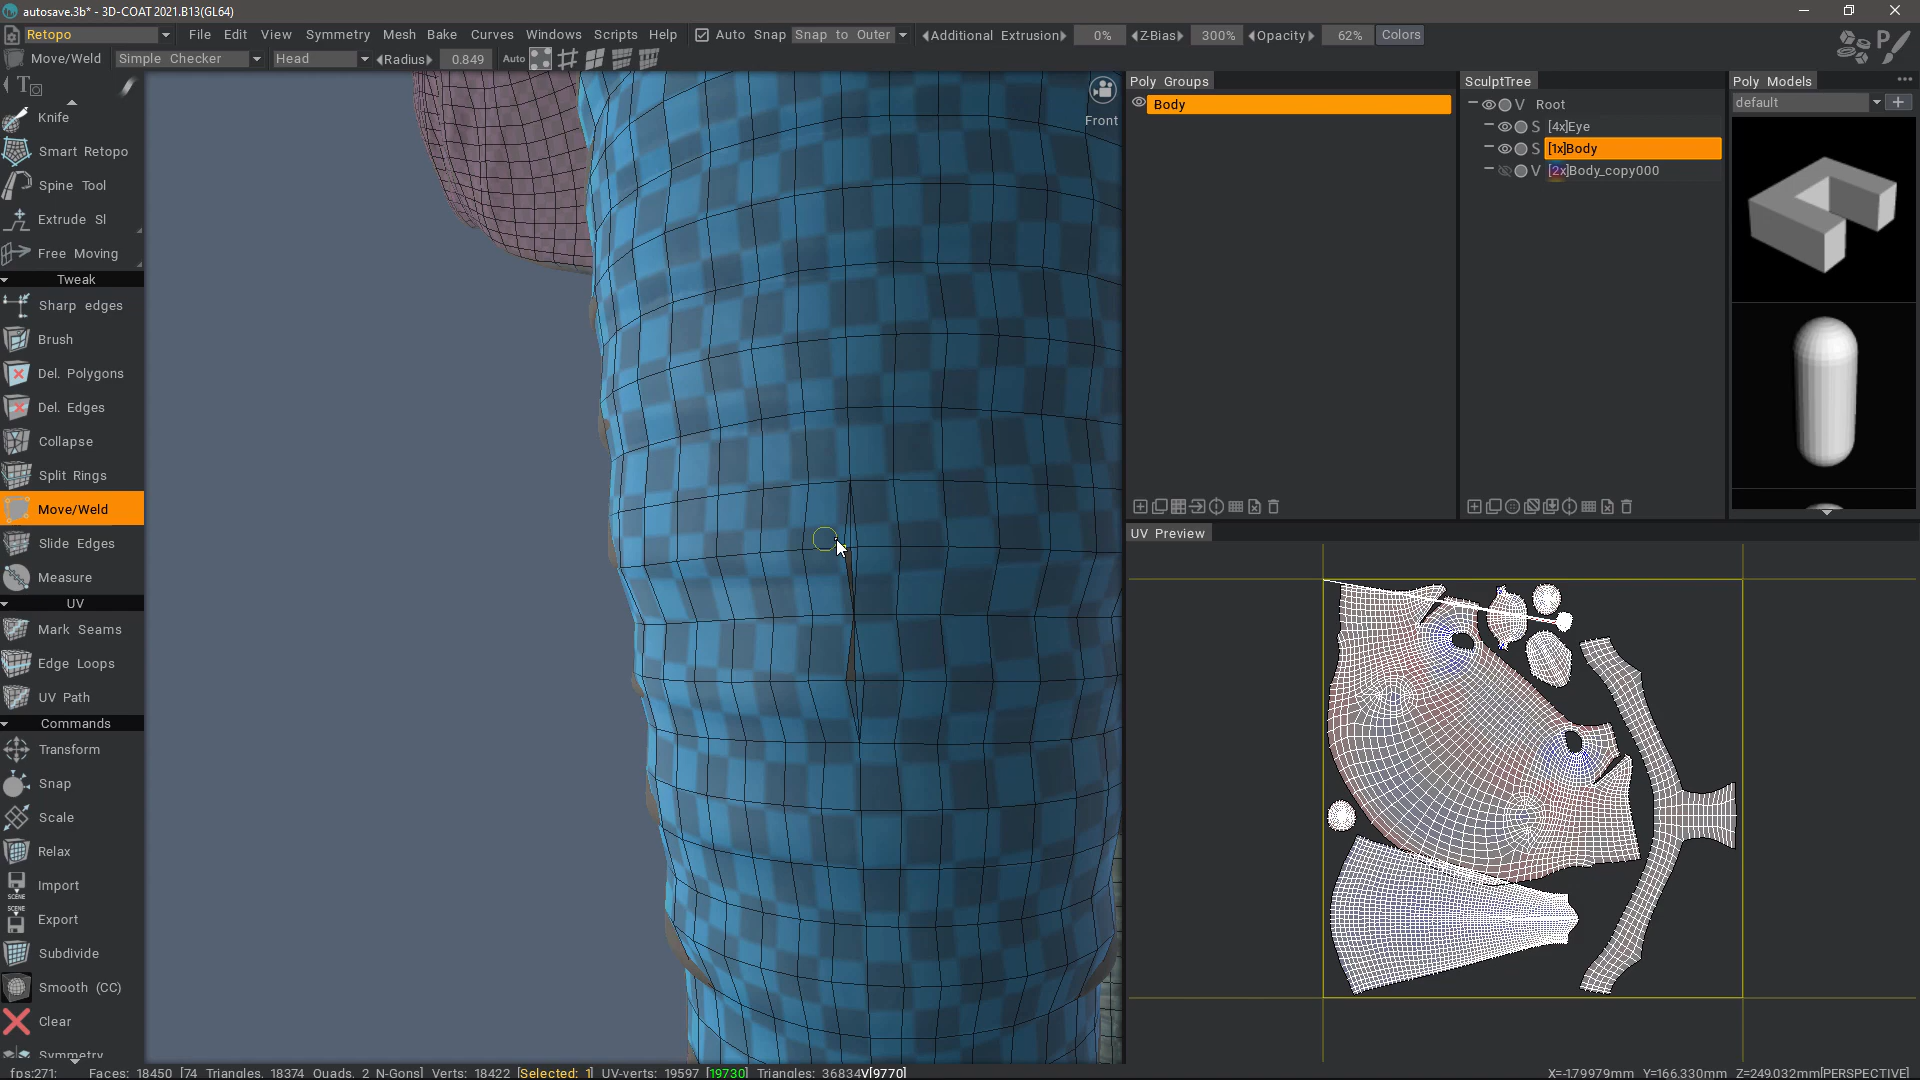 autosave.3b* - 3D-COAT 2021.B13(GL64)
Retopo File Edit View Symmetry Mesh Bake Curves Windows Scripts Help Auto Snap Snap to Outer Additional Extrusion 0% Z-Bias 300% Opacity 62% Colors
Move/Weld Simple Checker Head Radius 0.849 Auto
Knife
Smart Retopo
Spine Tool
Extrude Sl
Free Moving
Tweak
Sharp edges
Brush
Del. Polygons
Del. Edges
Collapse
Split Rings
Move/Weld
Slide Edges
Measure
UV
Mark Seams
Edge Loops
UV Path
Commands
Transform
Snap
Scale
Relax
SCENE
Import
SCENE
Export
Subdivide
Smooth (CC)
Clear
Symmetry
Front
Poly Groups
Body
SculptTree
V Root
S [4x]Eye
S [1x]Body
V [2x]Body_copy000
Poly Models
default
UV Preview
fps:271; Faces: 18450 [74 Triangles, 18374 Quads, 2 N-Gons] Verts: 18422 [Selected: 1] UV-verts: 19597 [19730] Triangles: 36834V[9770] X=-1.79979mm Y=166.330mm Z=249.032mm[PERSPECTIVE]